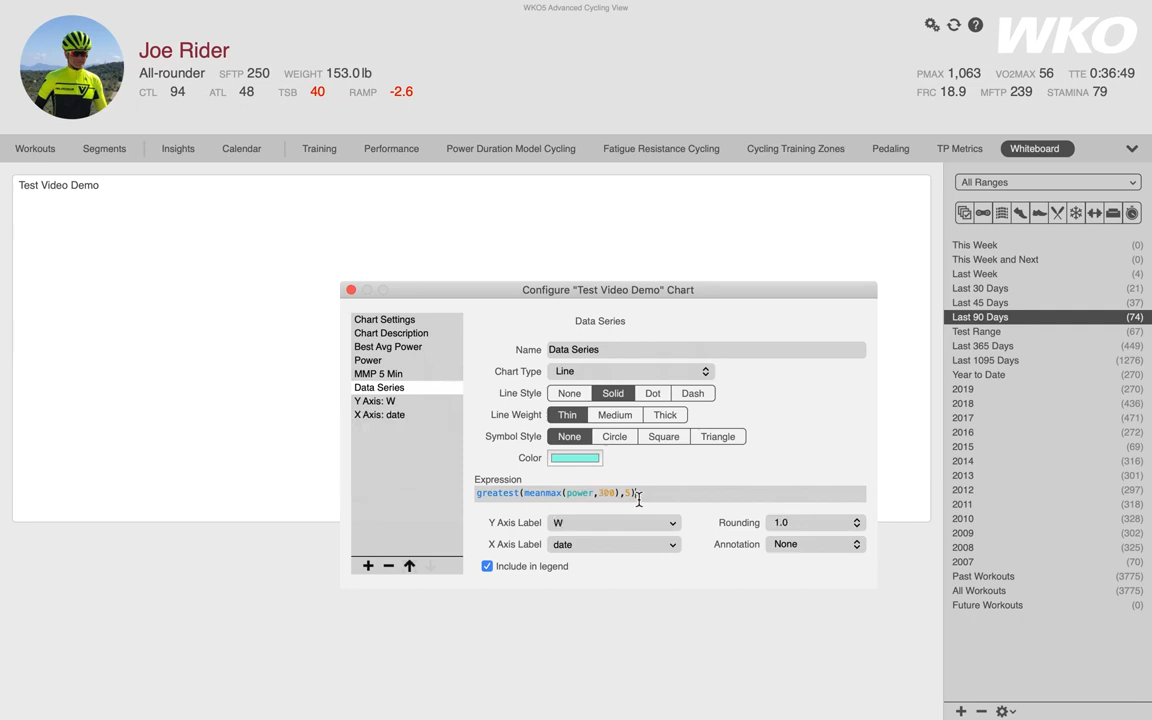 WKO5 Advanced Cycling View
Joe Rider
WKO
All-rounder SFTP 250 WEIGHT 153.0 lb
CTL 94 ATL 48 TSB 40 RAMP -2.6
PMAX 1,063 VO2MAX 56 TTE 0:36:49
FRC 18.9 MFTP 239 STAMINA 79
Workouts Segments Insights Calendar Training Performance Power Duration Model Cycling Fatigue Resistance Cycling Cycling Training Zones Pedaling TP Metrics Whiteboard
Test Video Demo
Configure "Test Video Demo" Chart
Chart Settings
Chart Description
Best Avg Power
Power
MMP 5 Min
Data Series
Y Axis: W
X Axis: date
Data Series
Name Data Series
Chart Type Line
Line Style None Solid Dot Dash
Line Weight Thin Medium Thick
Symbol Style None Circle Square Triangle
Color
Expression
greatest(meanmax(power,300),5)
Y Axis Label W Rounding 1.0
X Axis Label date Annotation None
Include in legend
All Ranges
This Week (0)
This Week and Next (0)
Last Week (4)
Last 30 Days (21)
Last 45 Days (37)
Last 90 Days (74)
Test Range (67)
Last 365 Days (449)
Last 1095 Days (1276)
Year to Date (270)
2019 (270)
2018 (436)
2017 (471)
2016 (272)
2015 (69)
2014 (316)
2013 (301)
2012 (297)
2011 (318)
2010 (328)
2009 (302)
2008 (325)
2007 (70)
Past Workouts (3775)
All Workouts (3775)
Future Workouts (0)